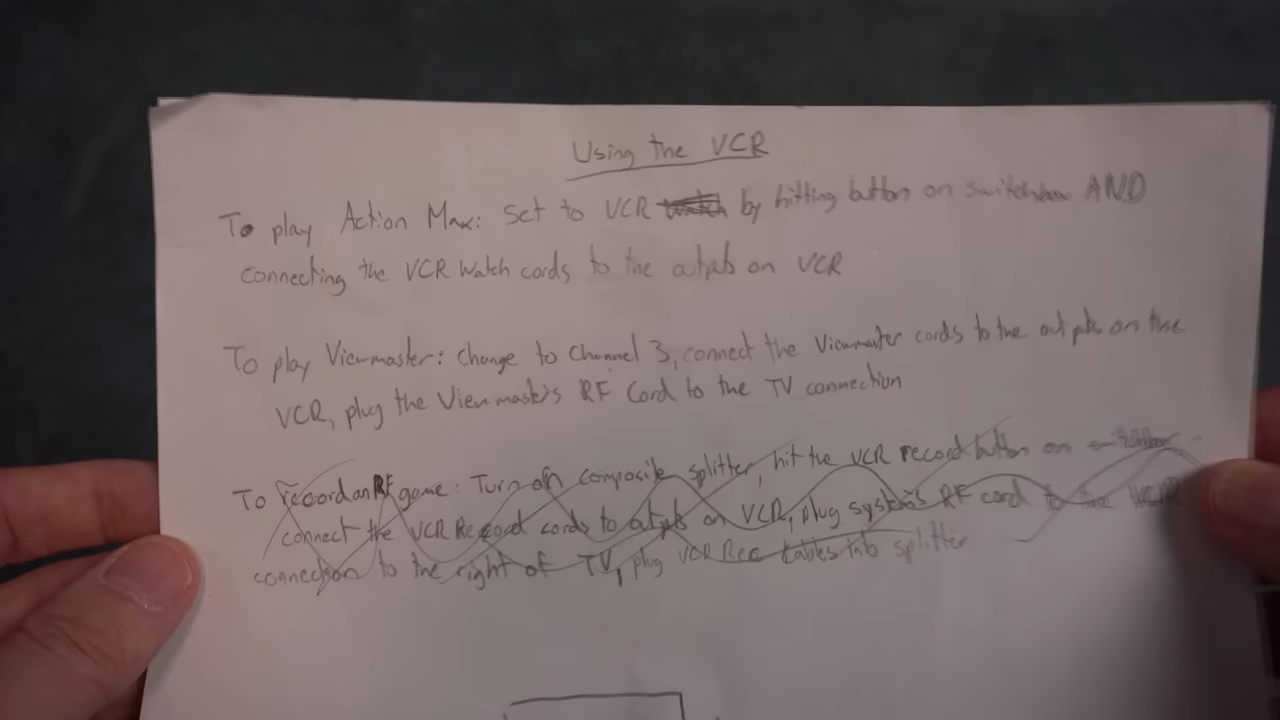 Using the VCR
To play Action Max: Set to VCR by hitting button on switchbox AND
connecting the VCR Watch cords to the outputs on VCR
To play Viewmaster: Change to Channel 3, connect the Viewmaster cords to the outputs on the
VCR, plug the Viewmaster's RF Cord to the TV connection
To record an RF game: Turn on composite splitter, hit the VCR record button on switchbox
connect the VCR Record cords to outputs on VCR, plug system's RF cord to the
connection to the right of TV, plug VCR Rec cables into splitter